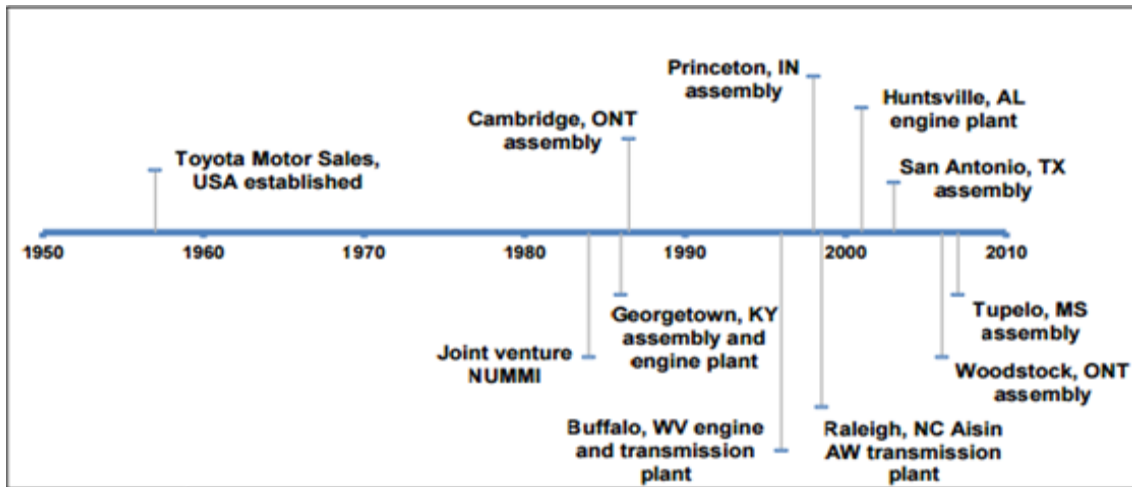 Princeton, IN
assembly
Huntsville, AL
engine plant
Cambridge, ONT
assembly
Toyota Motor Sales,
USA established
San Antonio, TX
assembly
1950 1960 1970 1980 1990 2000 2010
Georgetown, KY
assembly and
engine plant
Tupelo, MS
assembly
Joint venture
NUMMI
Woodstock, ONT
assembly
Buffalo, WV engine
and transmission
plant
Raleigh, NC Aisin
AW transmission
plant